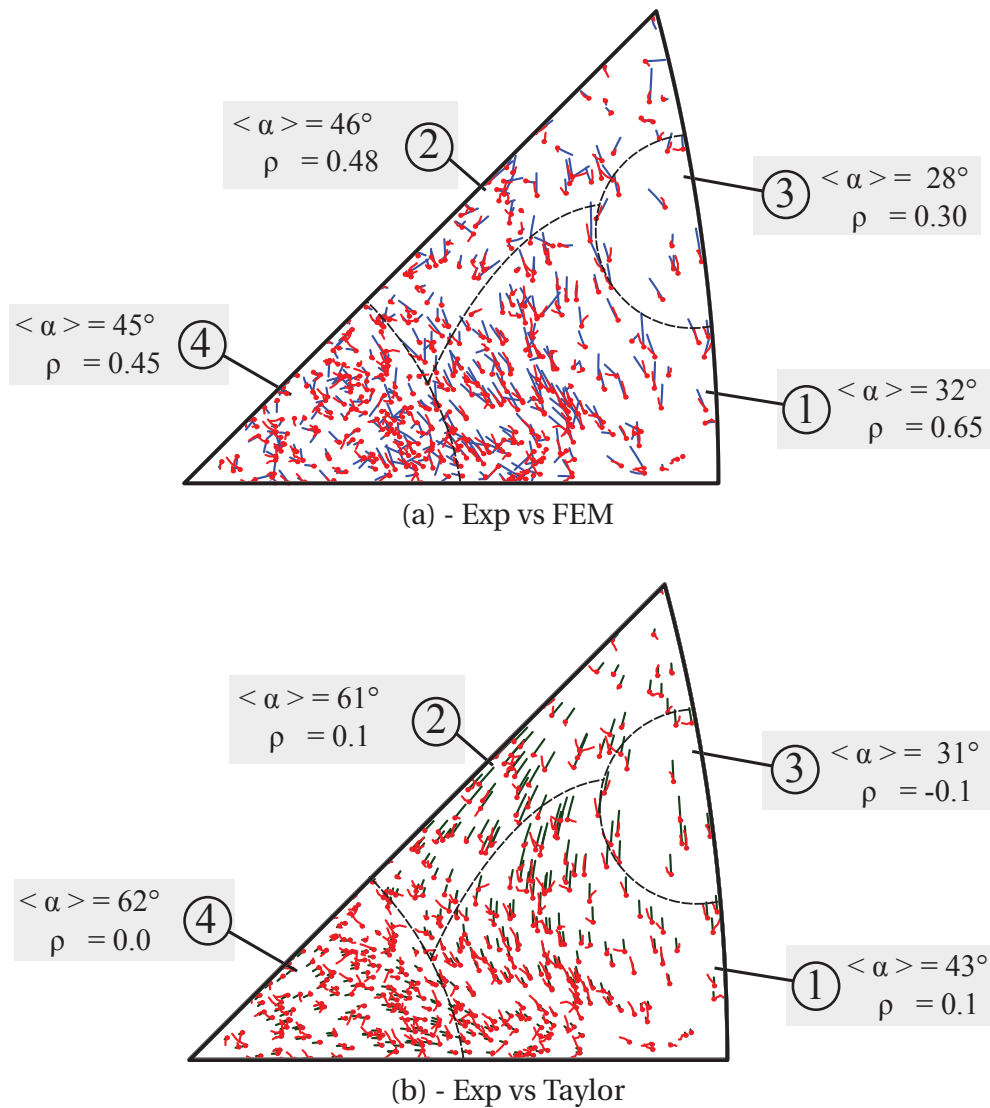 < α > = 46°
ρ = 0.48
2
3
< α > = 28°
ρ = 0.30
< α > = 45°
ρ = 0.45
4
1
< α > = 32°
ρ = 0.65
(a) - Exp vs FEM
< α > = 61°
ρ = 0.1
2
3
< α > = 31°
ρ = -0.1
< α > = 62°
ρ = 0.0
4
1
< α > = 43°
ρ = 0.1
(b) - Exp vs Taylor